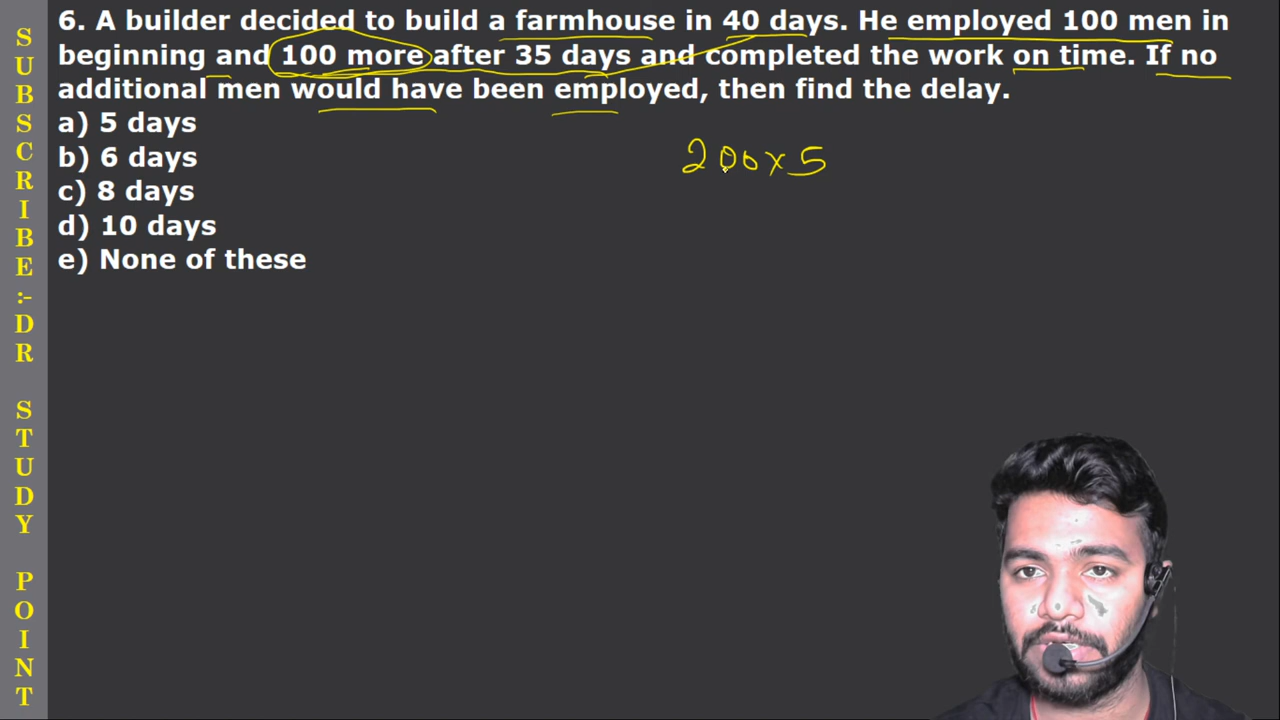 SUBSCRIBE:-DR STUDY POINT
6. A builder decided to build a farmhouse in 40 days. He employed 100 men in
beginning and 100 more after 35 days and completed the work on time. If no
additional men would have been employed, then find the delay.
a) 5 days
b) 6 days
c) 8 days
d) 10 days
e) None of these
200x5